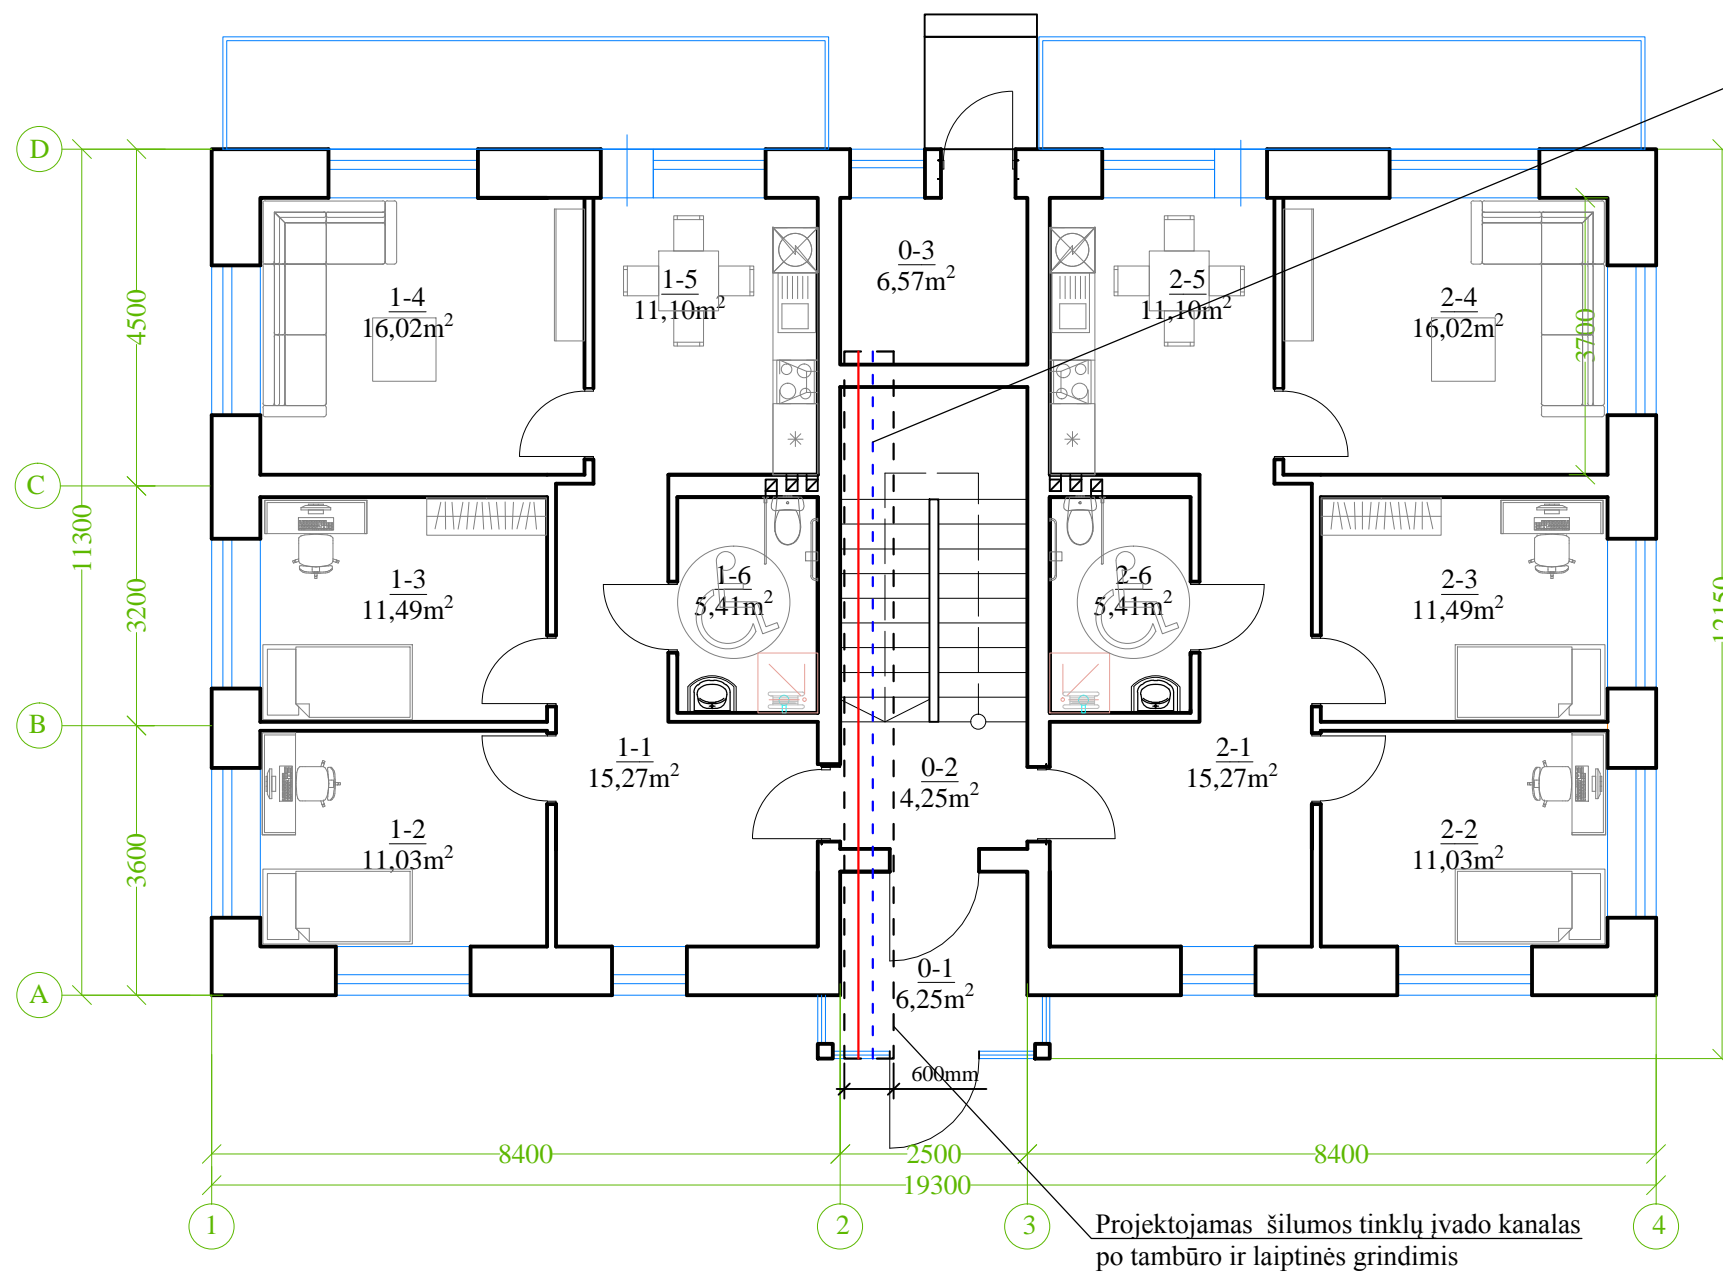 D
C
B
A
4500
11300
3200
3600
1-4
16,02m²
1-5
11,10m²
0-3
6,57m²
2-5
11,10m²
2-4
16,02m²
3700
12150
1-3
11,49m²
1-6
5,41m²
2-6
5,41m²
2-3
11,49m²
1-1
15,27m²
0-2
4,25m²
2-1
15,27m²
1-2
11,03m²
2-2
11,03m²
0-1
6,25m²
600mm
8400
2500
8400
19300
1
2
3
4
Projektojamas šilumos tinklų įvado kanalas
po tambūro ir laiptinės grindimis